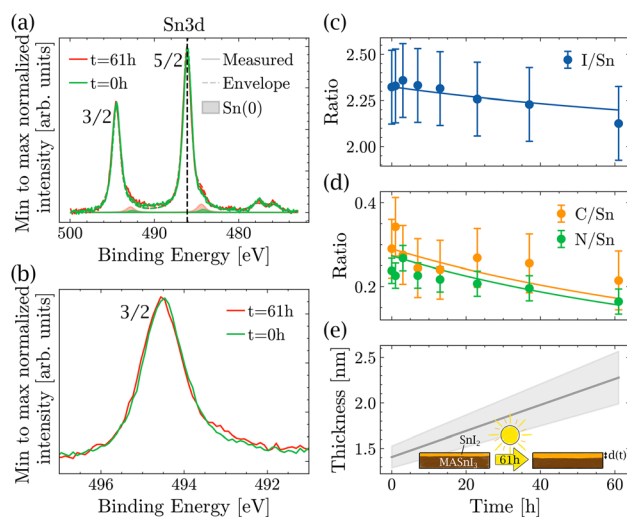 (a)
Sn3d
Min to max normalized
intensity [arb. units]
t=61h
t=0h
5/2
3/2
Measured
Envelope
Sn(0)
500
490
480
Binding Energy [eV]
(b)
Min to max normalized
intensity [arb. units]
3/2
t=61h
t=0h
496
494
492
Binding Energy [eV]
(c)
Ratio
2.50
2.25
2.00
I/Sn
(d)
Ratio
0.4
0.2
C/Sn
N/Sn
(e)
Thickness [nm]
2.5
2.0
1.5
SnI₂
MASnI₃
61h
d(t)
0
20
40
60
Time [h]